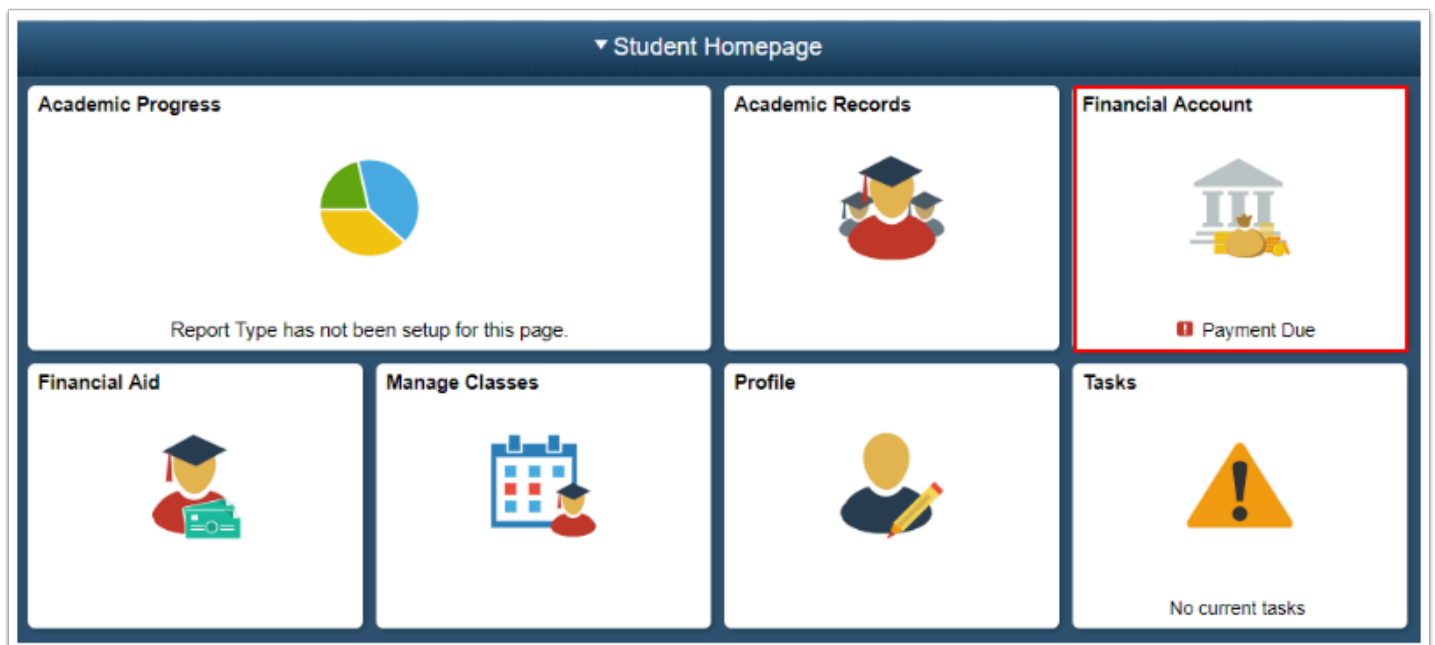 Student Homepage
Academic Progress
Report Type has not been setup for this page.
Academic Records
Financial Account
Payment Due
Financial Aid
Manage Classes
Profile
Tasks
No current tasks